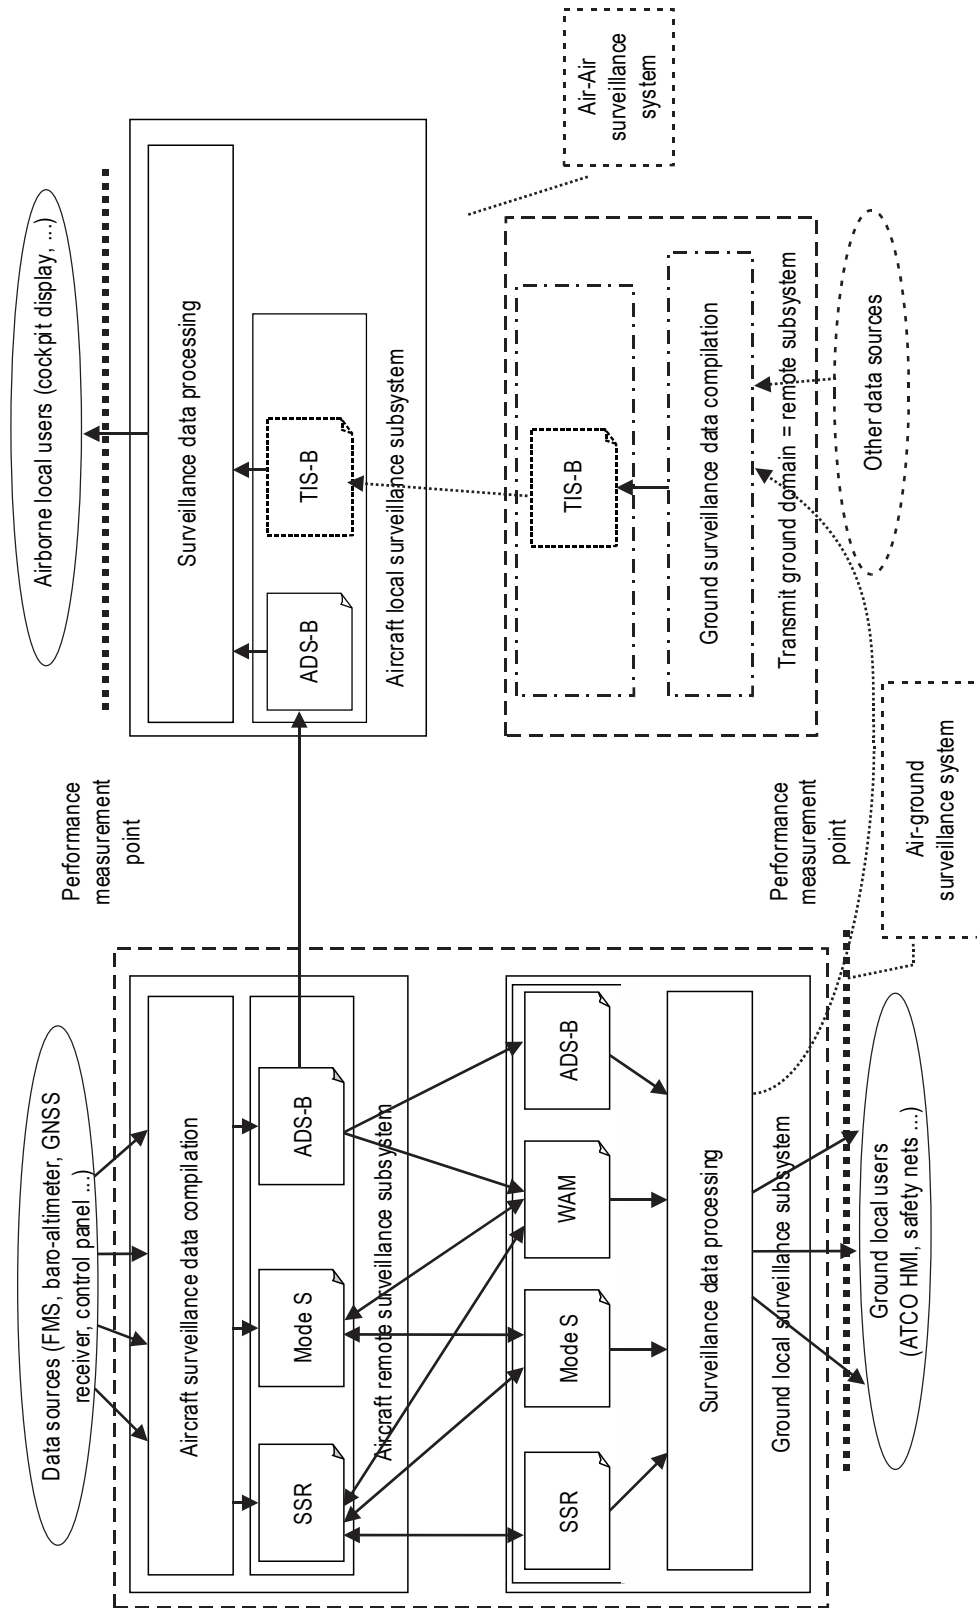 Data sources (FMS, baro-altimeter, GNSS
receiver, control panel ...)
Aircraft surveillance data compilation
SSR
Mode S
ADS-B
Aircraft remote surveillance subsystem
SSR
Mode S
WAM
ADS-B
Surveillance data processing
Ground local surveillance subsystem
Ground local users
(ATCO HMI, safety nets ...)
Performance
measurement
point
Performance
measurement
point
Air-ground
surveillance system
Airborne local users (cockpit display, ...)
Surveillance data processing
ADS-B
TIS-B
Aircraft local surveillance subsystem
TIS-B
Ground surveillance data compilation
Transmit ground domain = remote subsystem
Other data sources
Air-Air
surveillance
system